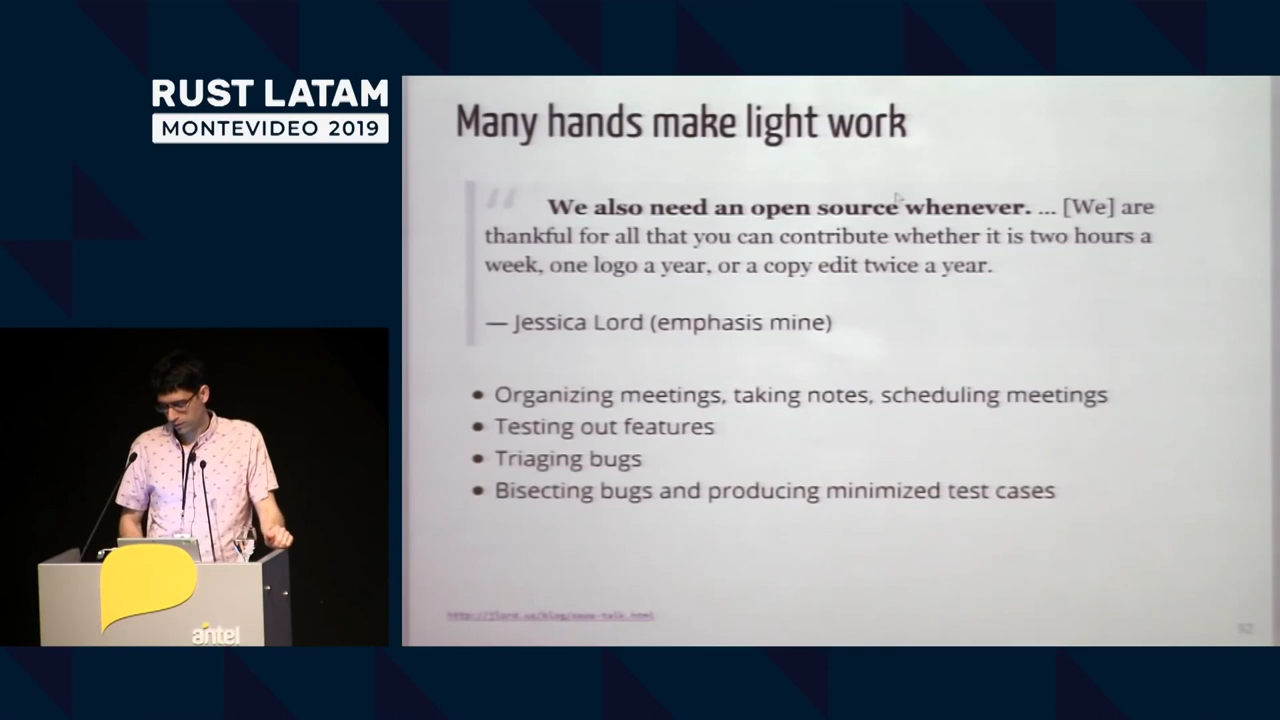 RUST LATAM
MONTEVIDEO 2019
Many hands make light work
“ We also need an open source whenever. ... [We] are
thankful for all that you can contribute whether it is two hours a
week, one logo a year, or a copy edit twice a year.
— Jessica Lord (emphasis mine)
• Organizing meetings, taking notes, scheduling meetings
• Testing out features
• Triaging bugs
• Bisecting bugs and producing minimized test cases
92
antel